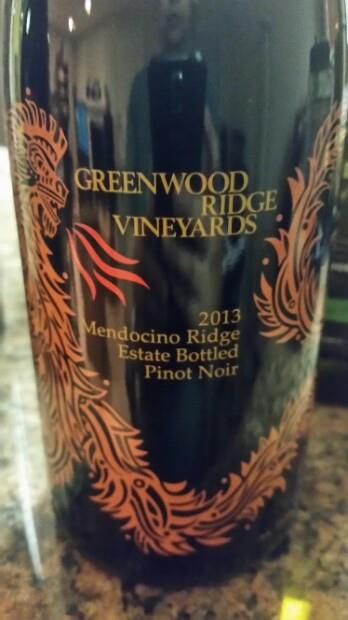 GREENWOOD
RIDGE
VINEYARDS
2013
Mendocino Ridge
Estate Bottled
Pinot Noir